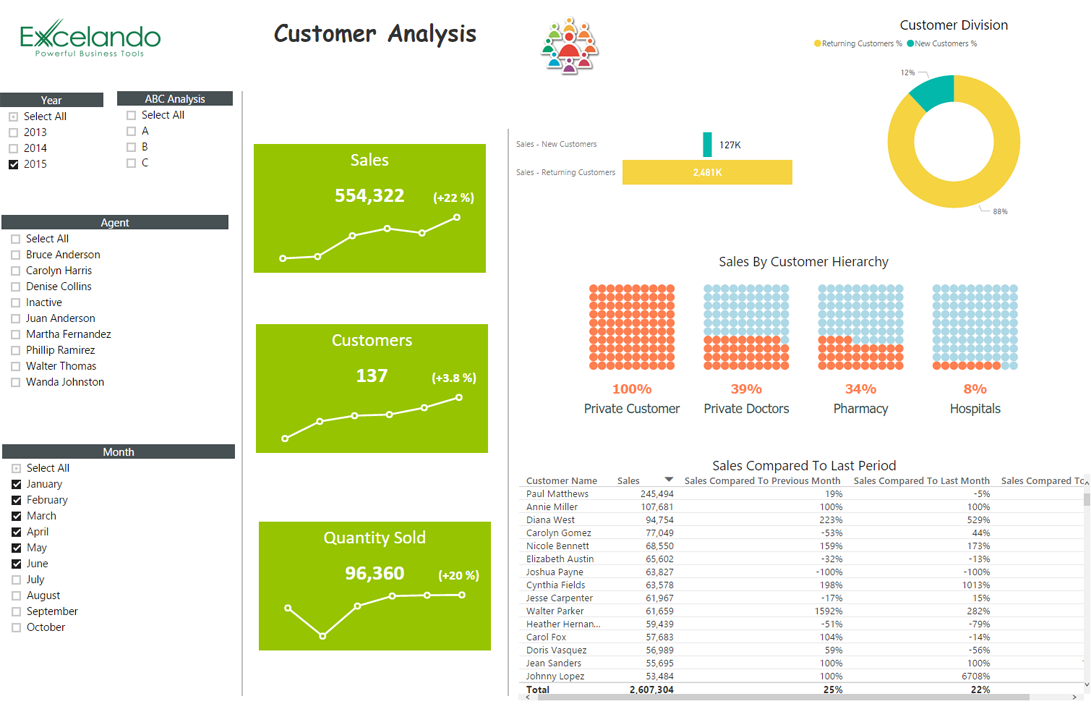 Excelando
Powerful Business Tools
Customer Analysis
Customer Division
Returning Customers % New Customers %
12%
88%
Year
Select All
2013
2014
2015
ABC Analysis
Select All
A
B
C
Agent
Select All
Bruce Anderson
Carolyn Harris
Denise Collins
Inactive
Juan Anderson
Martha Fernandez
Phillip Ramirez
Walter Thomas
Wanda Johnston
Month
Select All
January
February
March
April
May
June
July
August
September
October
Sales
554,322 (+22 %)
Customers
137 (+3.8 %)
Quantity Sold
96,360 (+20 %)
Sales - New Customers 127K
Sales - Returning Customers 2,481K
Sales By Customer Hierarchy
100% 39% 34% 8%
Private Customer Private Doctors Pharmacy Hospitals
Sales Compared To Last Period
Customer Name Sales Sales Compared To Previous Month Sales Compared To Last Month Sales Compared To
Paul Matthews 245,494 19% -5%
Annie Miller 107,681 100% 100%
Diana West 94,754 223% 529%
Carolyn Gomez 77,049 -53% 44%
Nicole Bennett 68,550 159% 173%
Elizabeth Austin 65,602 -32% -13%
Joshua Payne 63,827 -100% -100%
Cynthia Fields 63,578 198% 1013%
Jesse Carpenter 61,967 -17% 15%
Walter Parker 61,659 1592% 282%
Heather Hernan... 59,439 -51% -79%
Carol Fox 57,683 104% -14%
Doris Vasquez 56,989 59% -56%
Jean Sanders 55,695 100% 100%
Johnny Lopez 53,484 100% 6708%
Total 2,607,304 25% 22%